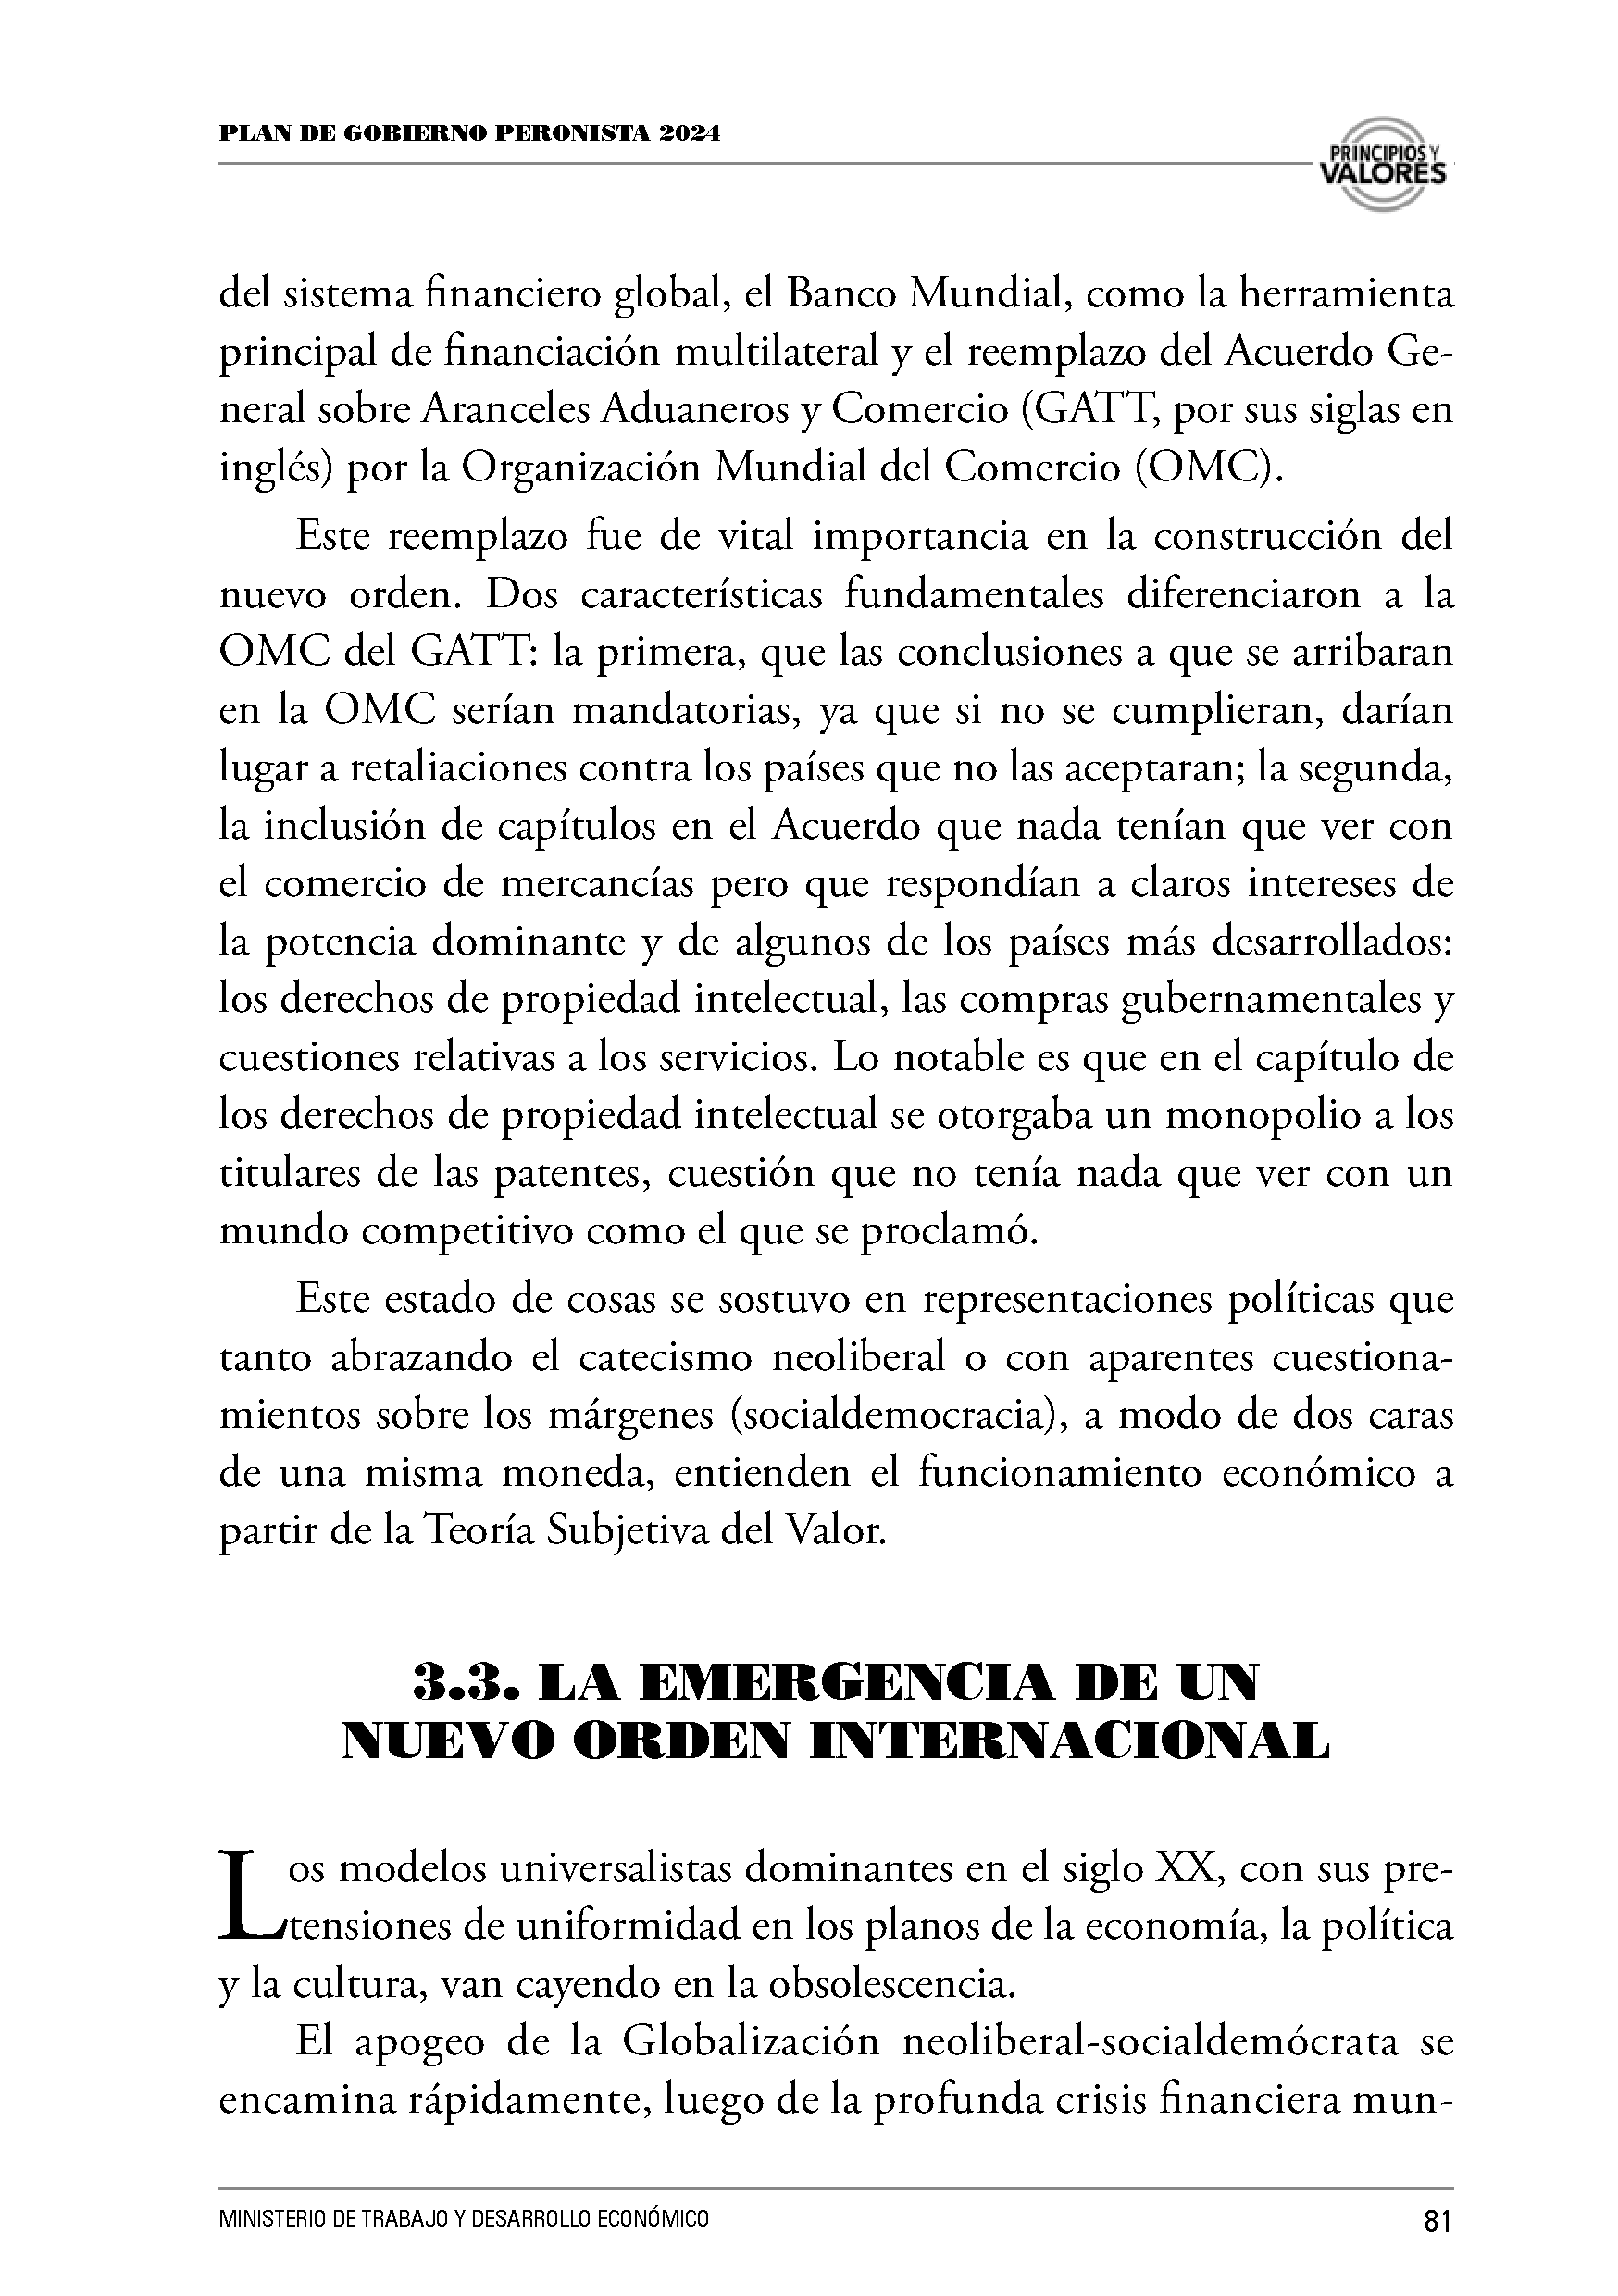 PLAN DE GOBIERNO PERONISTA 2024
PRINCIPIOS Y
VALORES
del sistema financiero global, el Banco Mundial, como la herramienta
principal de financiación multilateral y el reemplazo del Acuerdo Ge-
neral sobre Aranceles Aduaneros y Comercio (GATT, por sus siglas en
inglés) por la Organización Mundial del Comercio (OMC).
Este reemplazo fue de vital importancia en la construcción del
nuevo orden. Dos características fundamentales diferenciaron a la
OMC del GATT: la primera, que las conclusiones a que se arribaran
en la OMC serían mandatorias, ya que si no se cumplieran, darían
lugar a retaliaciones contra los países que no las aceptaran; la segunda,
la inclusión de capítulos en el Acuerdo que nada tenían que ver con
el comercio de mercancías pero que respondían a claros intereses de
la potencia dominante y de algunos de los países más desarrollados:
los derechos de propiedad intelectual, las compras gubernamentales y
cuestiones relativas a los servicios. Lo notable es que en el capítulo de
los derechos de propiedad intelectual se otorgaba un monopolio a los
titulares de las patentes, cuestión que no tenía nada que ver con un
mundo competitivo como el que se proclamó.
Este estado de cosas se sostuvo en representaciones políticas que
tanto abrazando el catecismo neoliberal o con aparentes cuestiona-
mientos sobre los márgenes (socialdemocracia), a modo de dos caras
de una misma moneda, entienden el funcionamiento económico a
partir de la Teoría Subjetiva del Valor.
3.3. LA EMERGENCIA DE UN
NUEVO ORDEN INTERNACIONAL
Los modelos universalistas dominantes en el siglo XX, con sus pre-
tensiones de uniformidad en los planos de la economía, la política
y la cultura, van cayendo en la obsolescencia.
El apogeo de la Globalización neoliberal-socialdemócrata se
encamina rápidamente, luego de la profunda crisis financiera mun-
MINISTERIO DE TRABAJO Y DESARROLLO ECONÓMICO
81